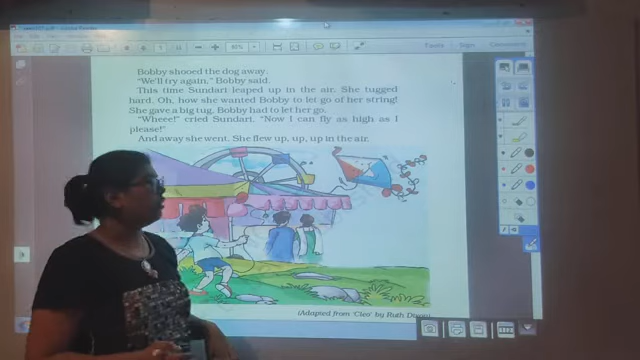 Tools Sign Comment
Bobby shooed the dog away.
"We'll try again," Bobby said.
This time Sundari leaped up in the air. She tugged
hard. Oh, how she wanted Bobby to let go of her string!
She gave a big tug. Bobby had to let her go.
"Wheee!" cried Sundari. "Now I can fly as high as I
please!"
And away she went. She flew up, up, up in the air.
(Adapted from 'Cleo' by Ruth